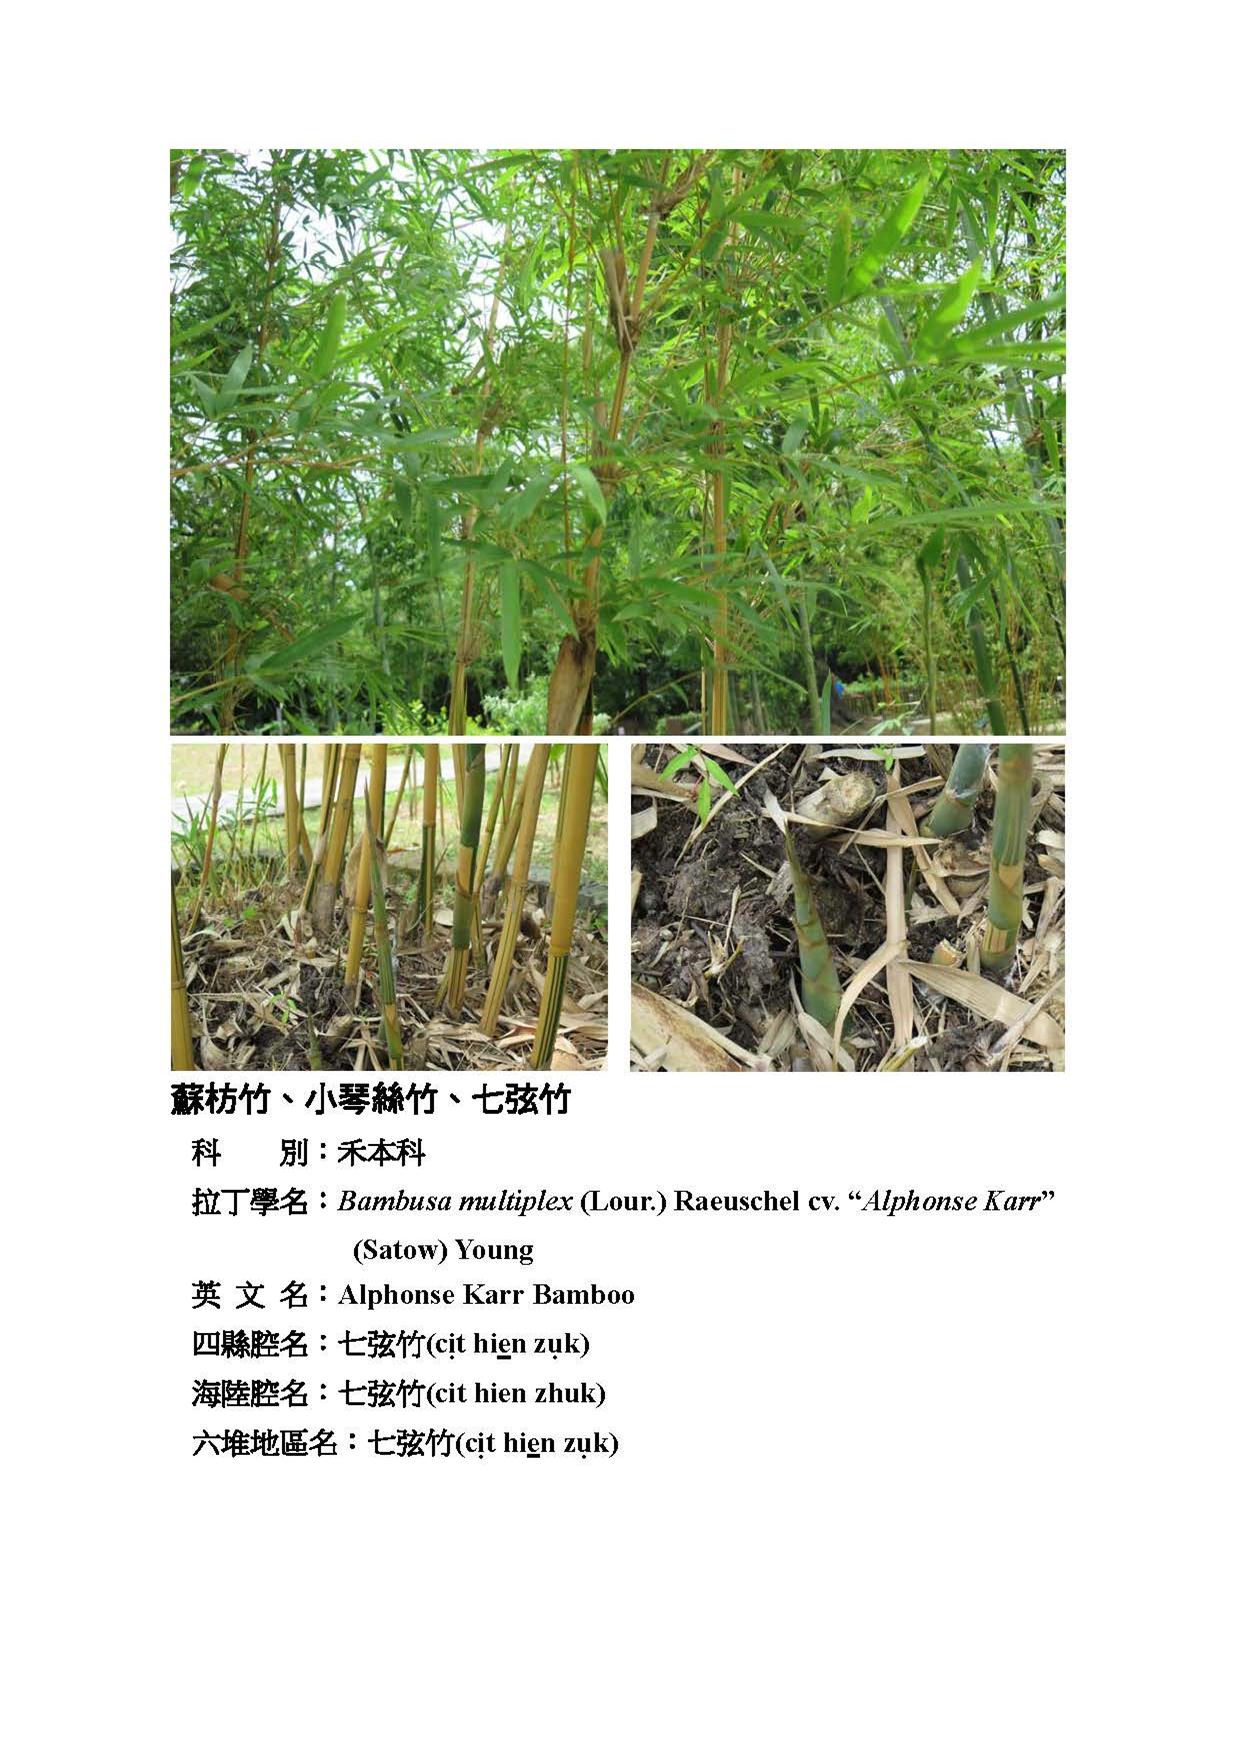 蘇枋竹、小琴絲竹、七弦竹
科　　別：禾本科
拉丁學名：Bambusa multiplex (Lour.) Raeuschel cv. “Alphonse Karr”
(Satow) Young
英 文 名：Alphonse Karr Bamboo
四縣腔名：七弦竹(cịt hie̲n zụk)
海陸腔名：七弦竹(cit hien zhuk)
六堆地區名：七弦竹(cịt hie̲n zụk)